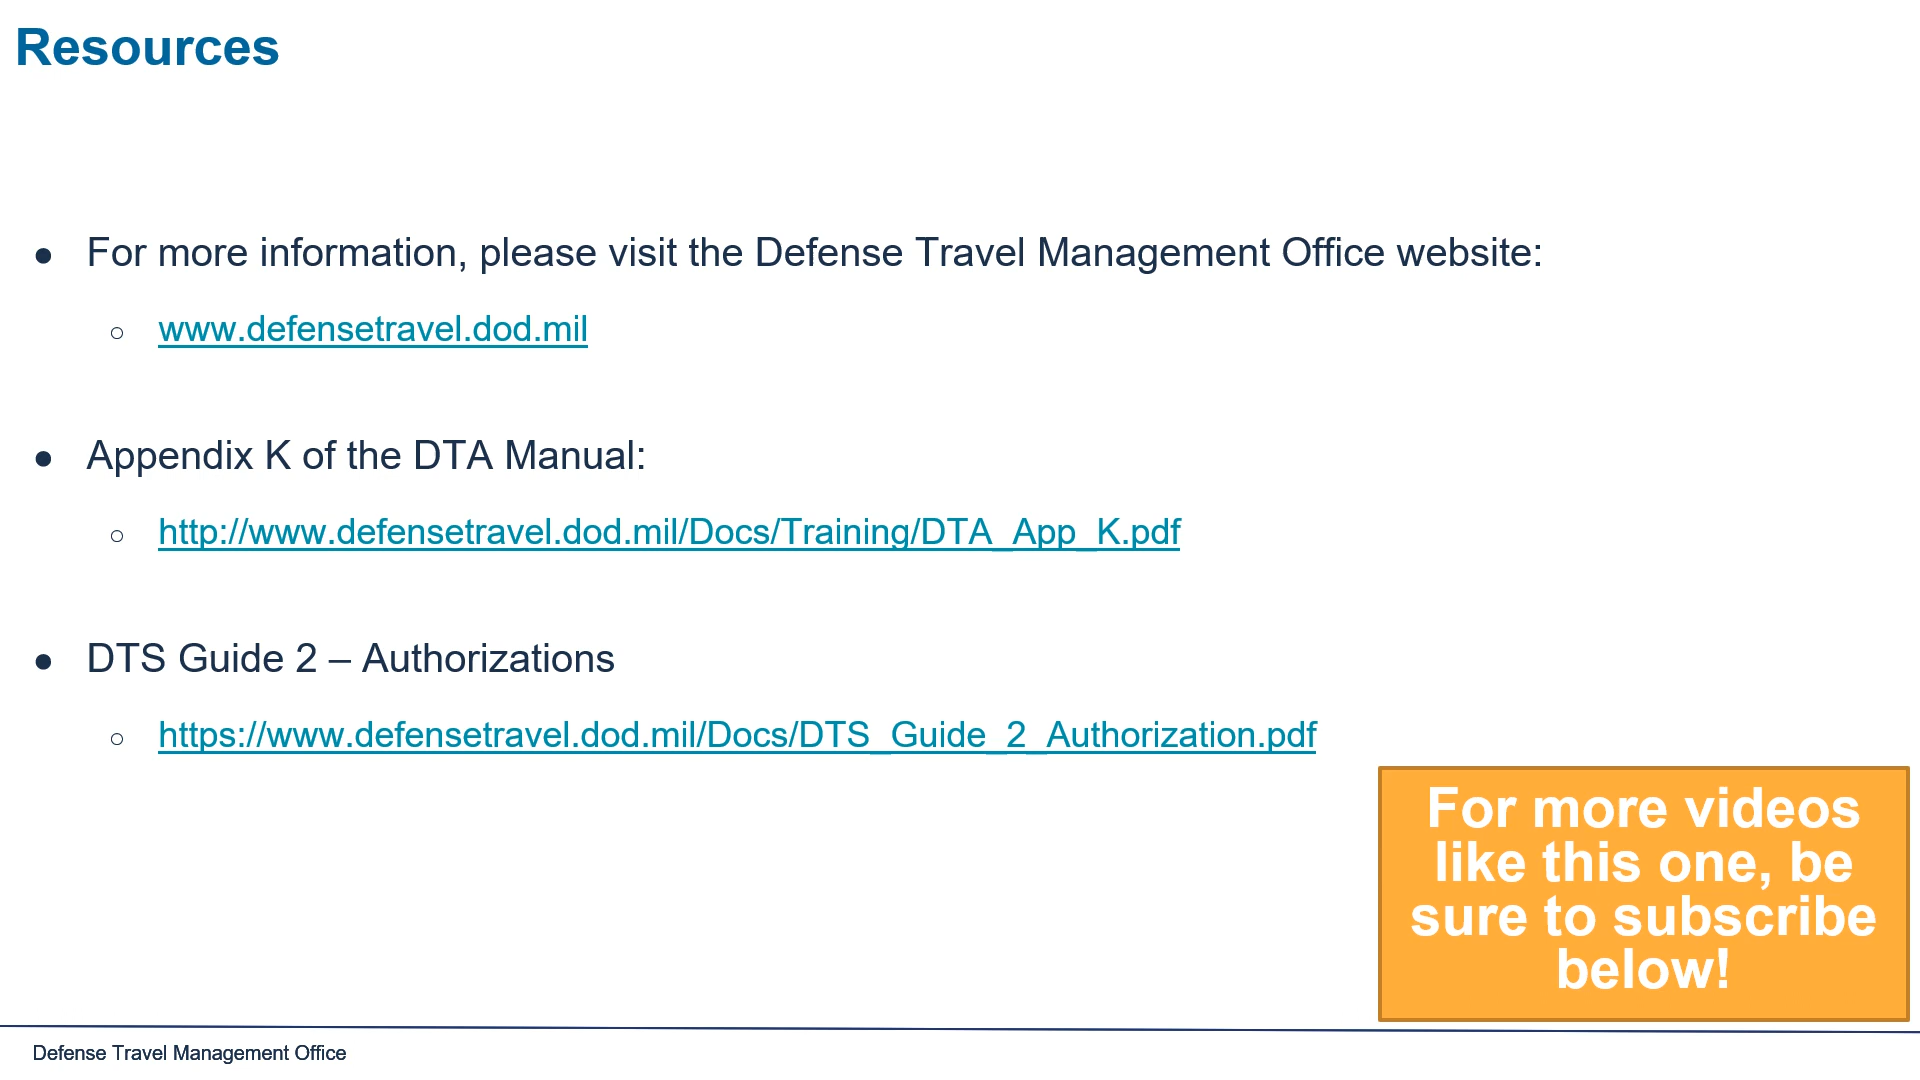 Resources
● For more information, please visit the Defense Travel Management Office website:
○ www.defensetravel.dod.mil
● Appendix K of the DTA Manual:
○ http://www.defensetravel.dod.mil/Docs/Training/DTA_App_K.pdf
● DTS Guide 2 – Authorizations
○ https://www.defensetravel.dod.mil/Docs/DTS_Guide_2_Authorization.pdf
For more videos
like this one, be
sure to subscribe
below!
Defense Travel Management Office